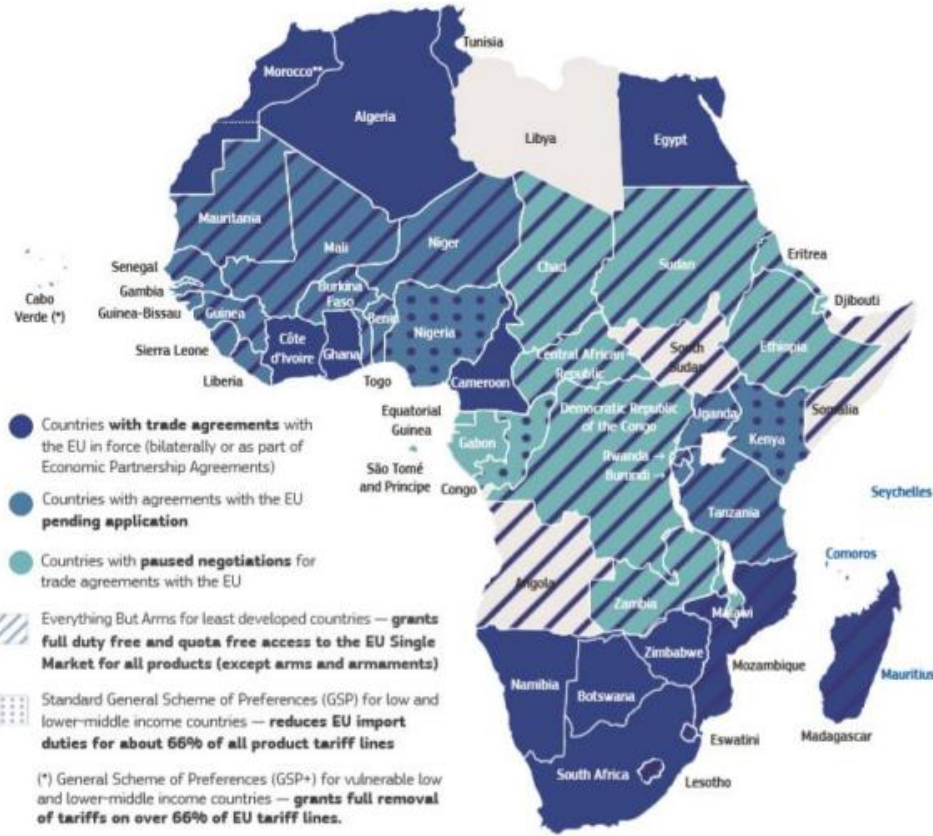 Tunisia
Morocco**
Algeria
Libya
Egypt
Mauritania
Mali
Niger
Chad
Sudan
Eritrea
Senegal
Gambia
Guinea-Bissau
Guinea
Burkina
Faso
Benin
Nigeria
Djibouti
Cabo
Verde (*)
Sierra Leone
Côte
d'Ivoire
Ghana
Liberia
Togo
Cameroon
Central African
Republic
South
Sudan
Ethiopia
Somalia
Equatorial
Guinea
Gabon
São Tomé
and Principe
Congo
Democratic Republic
of the Congo
Uganda
Kenya
Rwanda →
Burundi →
Tanzania
Seychelles
Comoros
Angola
Zambia
Malawi
Mozambique
Zimbabwe
Namibia
Botswana
Madagascar
Mauritius
Eswatini
South Africa
Lesotho
Countries with trade agreements with
the EU in force (bilaterally or as part of
Economic Partnership Agreements)
Countries with agreements with the EU
pending application
Countries with paused negotiations for
trade agreements with the EU
Everything But Arms for least developed countries — grants
full duty free and quota free access to the EU Single
Market for all products (except arms and armaments)
Standard General Scheme of Preferences (GSP) for low and
lower-middle income countries — reduces EU import
duties for about 66% of all product tariff lines
(*) General Scheme of Preferences (GSP+) for vulnerable low
and lower-middle income countries — grants full removal
of tariffs on over 66% of EU tariff lines.